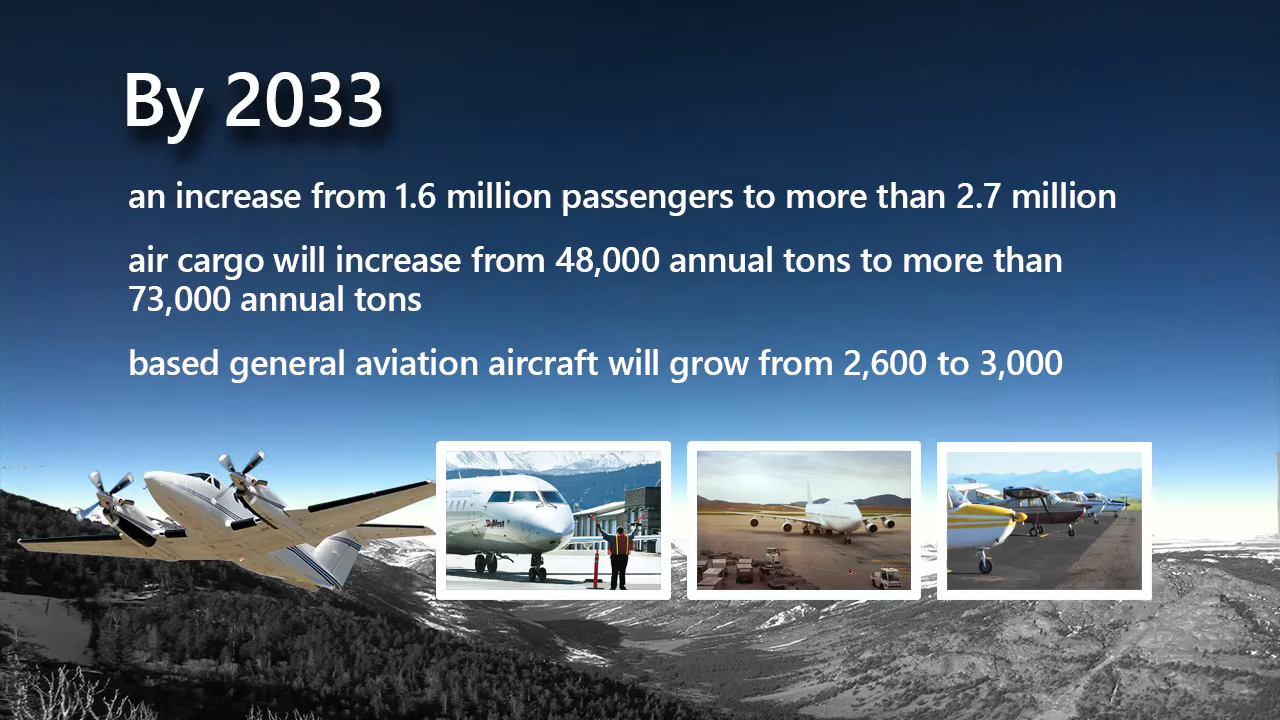 By 2033
an increase from 1.6 million passengers to more than 2.7 million
air cargo will increase from 48,000 annual tons to more than
73,000 annual tons
based general aviation aircraft will grow from 2,600 to 3,000
SkyWest